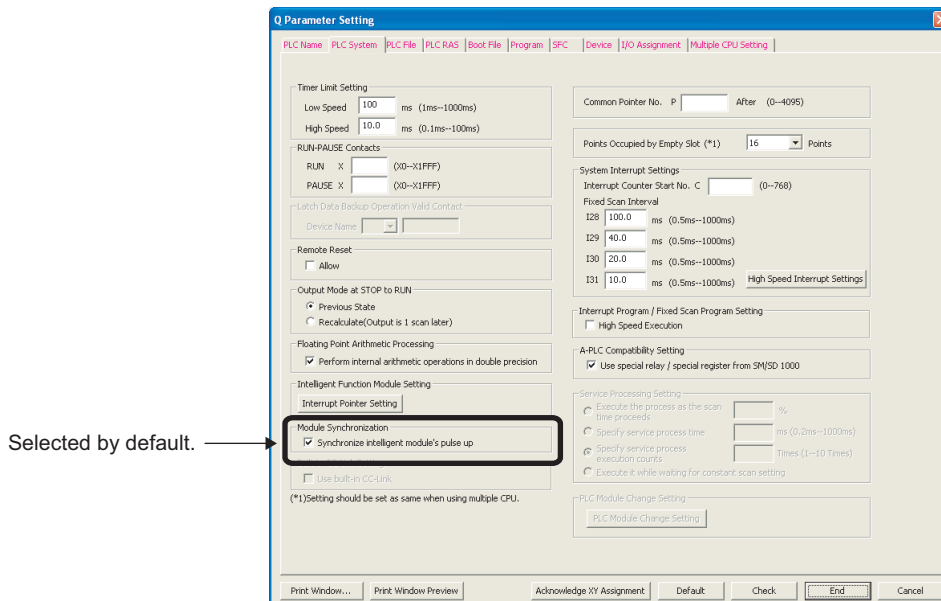 Q Parameter Setting
PLC Name PLC System PLC File PLC RAS Boot File Program SFC Device I/O Assignment Multiple CPU Setting
Timer Limit Setting
Low Speed 100 ms (1ms--1000ms)
High Speed 10.0 ms (0.1ms--100ms)
RUN-PAUSE Contacts
RUN X (X0--X1FFF)
PAUSE X (X0--X1FFF)
Latch Data Backup Operation Valid Contact
Device Name
Remote Reset
Allow
Output Mode at STOP to RUN
Previous State
Recalculate(Output is 1 scan later)
Floating Point Arithmetic Processing
Perform internal arithmetic operations in double precision
Intelligent Function Module Setting
Interrupt Pointer Setting
Module Synchronization
Synchronize intelligent module's pulse up
Selected by default.
Use built-in CC-Link
(*1)Setting should be set as same when using multiple CPU.
Common Pointer No. P After (0--4095)
Points Occupied by Empty Slot (*1) 16 Points
System Interrupt Settings
Interrupt Counter Start No. C (0--768)
Fixed Scan Interval
I28 100.0 ms (0.5ms--1000ms)
I29 40.0 ms (0.5ms--1000ms)
I30 20.0 ms (0.5ms--1000ms)
I31 10.0 ms (0.5ms--1000ms) High Speed Interrupt Settings
Interrupt Program / Fixed Scan Program Setting
High Speed Execution
A-PLC Compatibility Setting
Use special relay / special register from SM/SD 1000
Service Processing Setting
Execute the process as the scan
time proceeds %
Specify service process time ms (0.2ms--1000ms)
Specify service process
execution counts Times (1--10 Times)
Execute it while waiting for constant scan setting
PLC Module Change Setting
PLC Module Change Setting
Print Window... Print Window Preview Acknowledge XY Assignment Default Check End Cancel